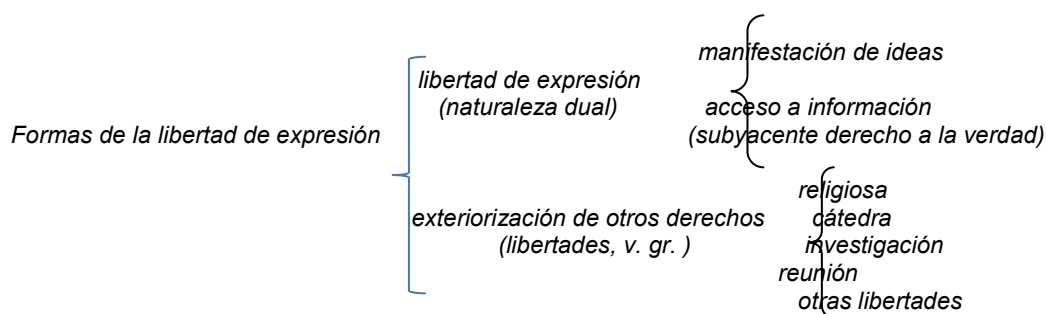 Formas de la libertad de expresión
libertad de expresión
(naturaleza dual)
manifestación de ideas
acceso a información
(subyacente derecho a la verdad)
exteriorización de otros derechos
(libertades, v. gr. )
religiosa
cátedra
investigación
reunión
otras libertades